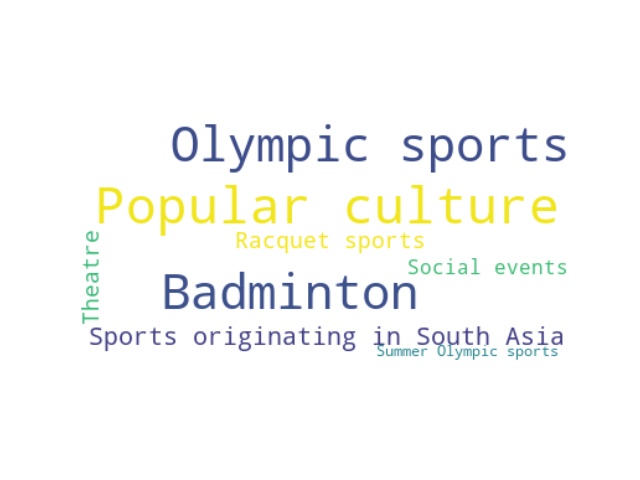 Olympic sports
Popular culture
Racquet sports
Theatre
Social events
Badminton
Sports originating in South Asia
Summer Olympic sports